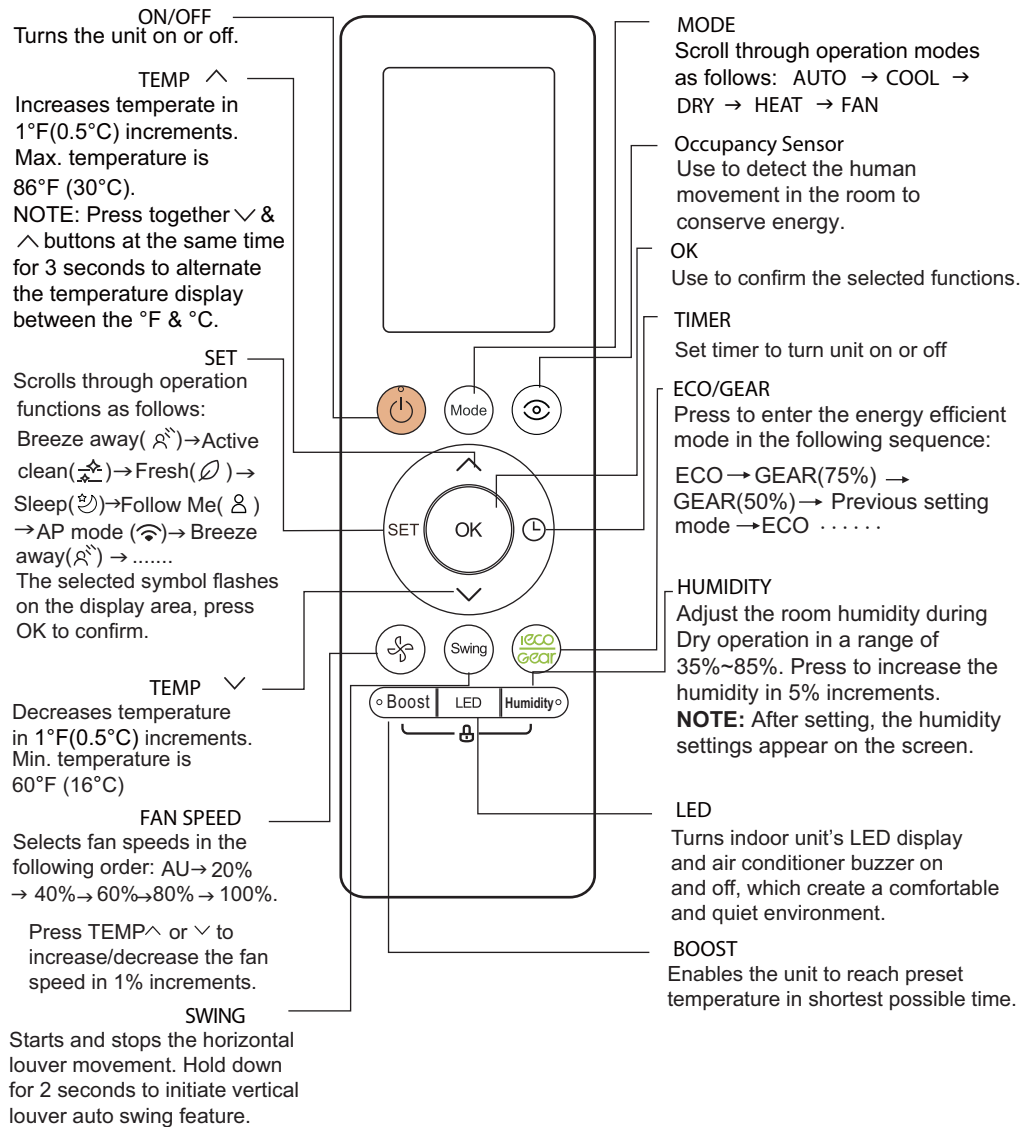 ON/OFF
Turns the unit on or off.
TEMP
Increases temperate in
1°F(0.5°C) increments.
Max. temperature is
86°F (30°C).
NOTE: Press together &
buttons at the same time
for 3 seconds to alternate
the temperature display
between the °F & °C.
SET
Scrolls through operation
functions as follows:
Breeze away( )→Active
clean( )→Fresh( )→
Sleep( )→Follow Me( )
→AP mode ( )→ Breeze
away( ) → .......
The selected symbol flashes
on the display area, press
OK to confirm.
TEMP
Decreases temperature
in 1°F(0.5°C) increments.
Min. temperature is
60°F (16°C)
FAN SPEED
Selects fan speeds in the
following order: AU→ 20%
→ 40%→ 60%→80% → 100%.
Press TEMP or to
increase/decrease the fan
speed in 1% increments.
SWING
Starts and stops the horizontal
louver movement. Hold down
for 2 seconds to initiate vertical
louver auto swing feature.
Mode
SET
OK
Swing
ieco
Gear
Boost
LED
Humidity
MODE
Scroll through operation modes
as follows: AUTO → COOL →
DRY → HEAT → FAN
Occupancy Sensor
Use to detect the human
movement in the room to
conserve energy.
OK
Use to confirm the selected functions.
TIMER
Set timer to turn unit on or off
ECO/GEAR
Press to enter the energy efficient
mode in the following sequence:
ECO→ GEAR(75%) →
GEAR(50%)→ Previous setting
mode →ECO · · · · · ·
HUMIDITY
Adjust the room humidity during
Dry operation in a range of
35%~85%. Press to increase the
humidity in 5% increments.
NOTE: After setting, the humidity
settings appear on the screen.
LED
Turns indoor unit's LED display
and air conditioner buzzer on
and off, which create a comfortable
and quiet environment.
BOOST
Enables the unit to reach preset
temperature in shortest possible time.